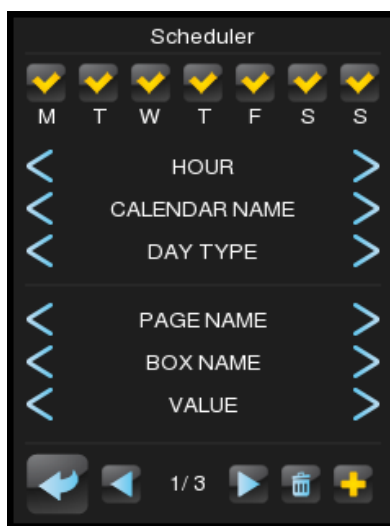 Scheduler
M T W T F S S
HOUR
CALENDAR NAME
DAY TYPE
PAGE NAME
BOX NAME
VALUE
1/3